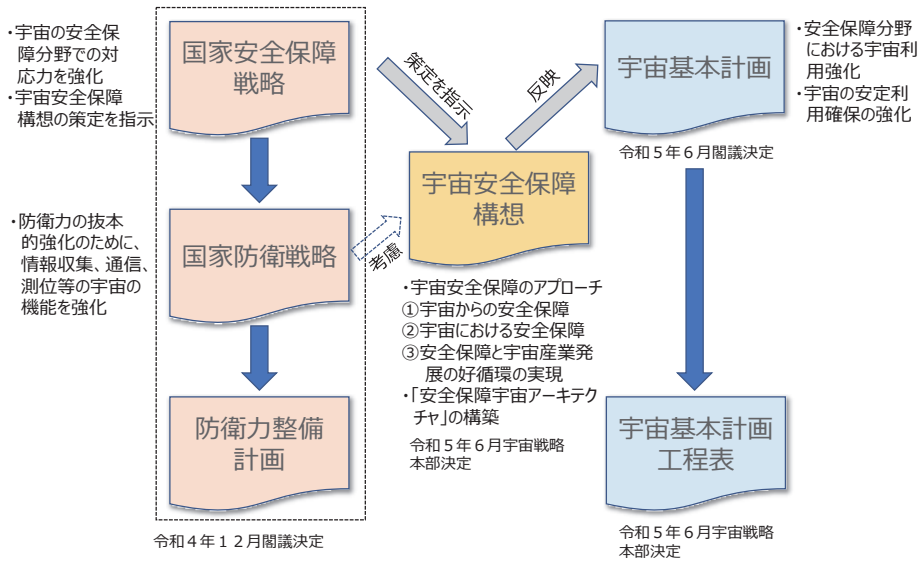 ・宇宙の安全保
障分野での対
応力を強化
・宇宙安全保障
構想の策定を指示
国家安全保障
戦略
策定を指示
反映
宇宙基本計画
・安全保障分野
における宇宙利
用強化
・宇宙の安定利
用確保の強化
令和５年６月閣議決定
宇宙安全保障
構想
・防衛力の抜本
的強化のために、
情報収集、通信、
測位等の宇宙の
機能を強化
国家防衛戦略
考慮
・宇宙安全保障のアプローチ
①宇宙からの安全保障
②宇宙における安全保障
③安全保障と宇宙産業発
展の好循環の実現
・「安全保障宇宙アーキテク
チャ」の構築
令和５年６月宇宙戦略
本部決定
防衛力整備
計画
宇宙基本計画
工程表
令和４年１２月閣議決定
令和５年６月宇宙戦略
本部決定